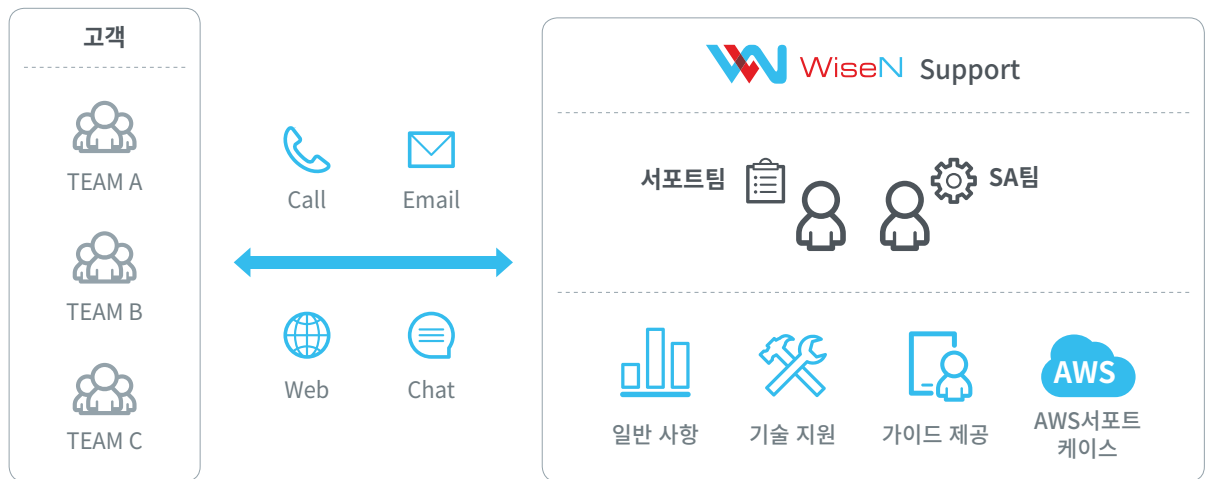 고객
TEAM A
TEAM B
TEAM C
Call
Email
Web
Chat
WiseN Support
서포트팀
SA팀
일반 사항
기술 지원
가이드 제공
AWS
AWS서포트
케이스